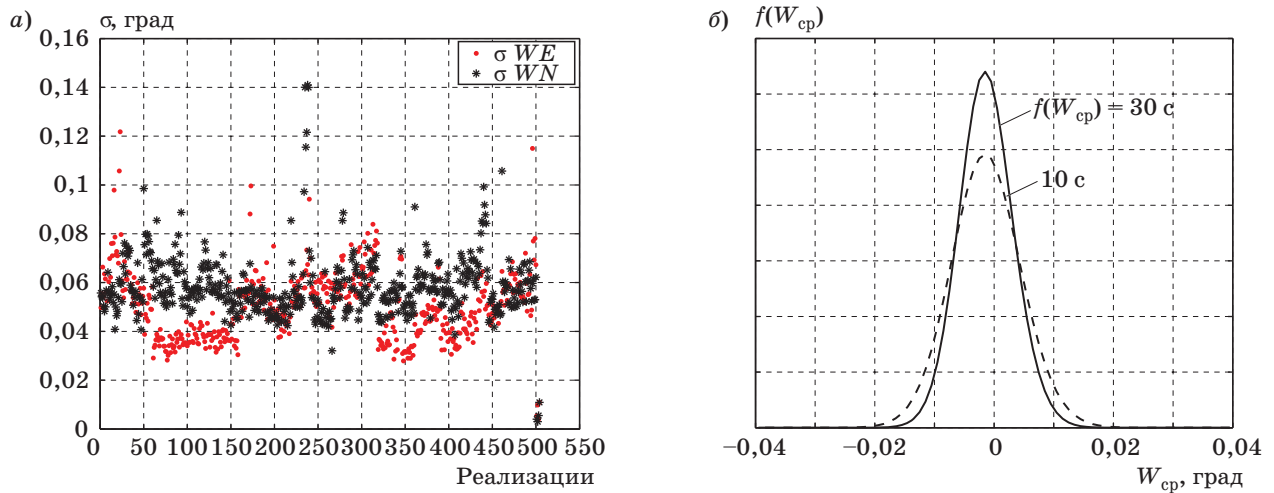 а) σ, град
0,16
0,14
0,12
0,1
0,08
0,06
0,04
0,02
0
σ WE
σ WN
0 50 100 150 200 250 300 350 400 450 500 550
Реализации
б) f(Wср)
f(Wср) = 30 с
10 с
−0,04 −0,02 0 0,02 0,04
Wср, град